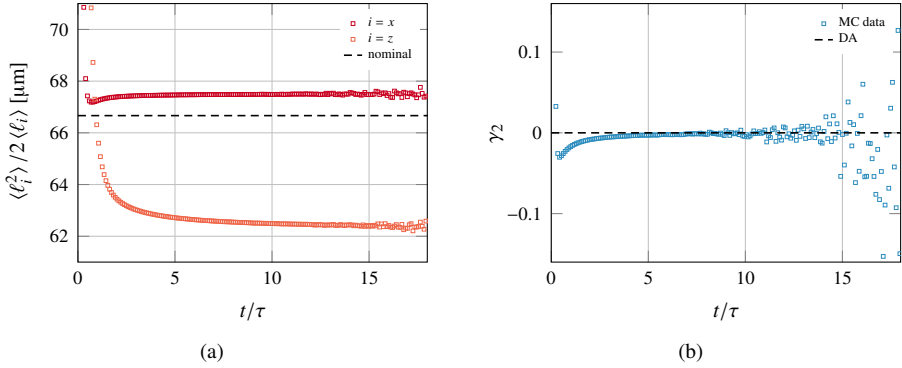 70
68
66
64
62
0
5
10
15
t/τ
⟨ℓ_i^2⟩ / 2 ⟨ℓ_i⟩ [μm]
i = x
i = z
nominal
(a)
0.1
0
−0.1
0
5
10
15
t/τ
γ_2
MC data
DA
(b)